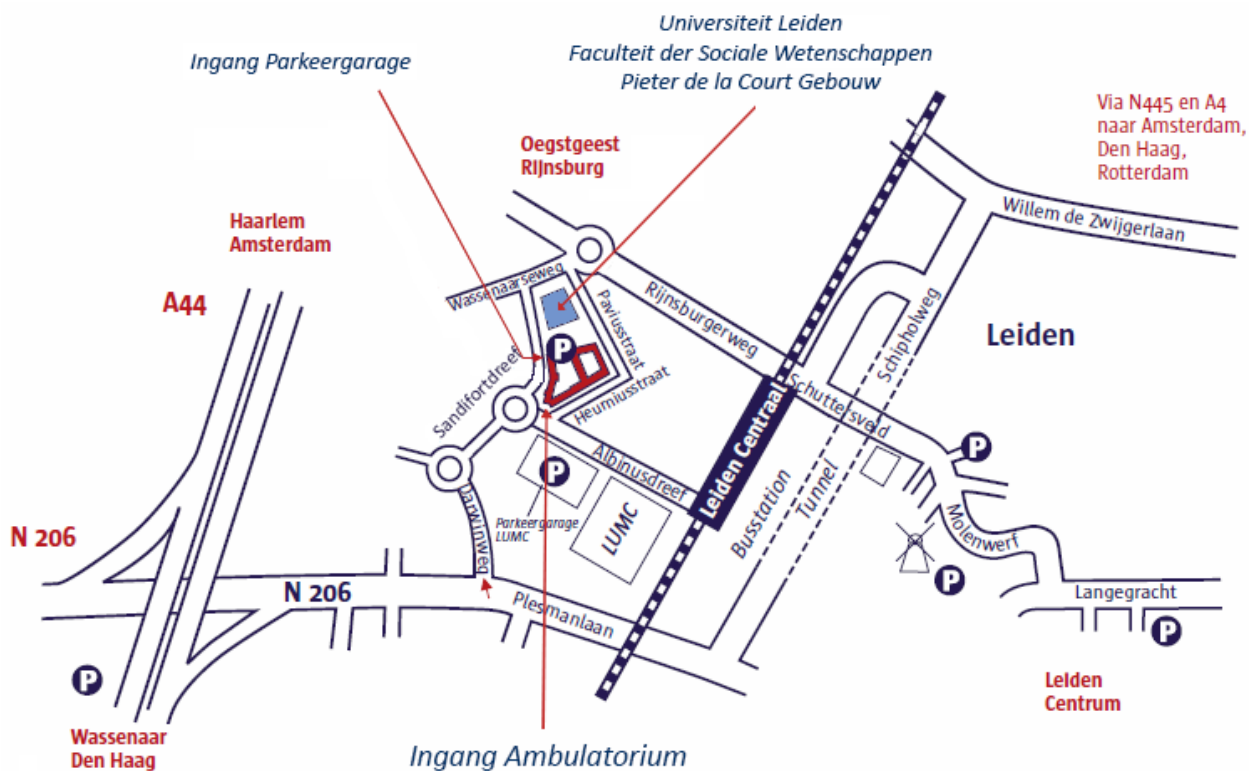 Universiteit Leiden
Faculteit der Sociale Wetenschappen
Pieter de la Court Gebouw
Ingang Parkeergarage
Via N445 en A4
naar Amsterdam,
Den Haag,
Rotterdam
Oegstgeest
Rijnsburg
Haarlem
Amsterdam
Willem de Zwijgerlaan
Wassenaarseweg
A44
Paviusstraat
Rijnsburgerweg
Schipholweg
Leiden
P
Sandifortdreef
Heurniusstraat
Schuttersveld
Leiden Centraal
P
Albinusdreef
P
Busstation
Tunnel
Darwinweg
Parkeergarage
LUMC
LUMC
Molenwerf
N 206
P
N 206
Plesmanlaan
Langegracht
P
P
Leiden
Centrum
Wassenaar
Den Haag
Ingang Ambulatorium